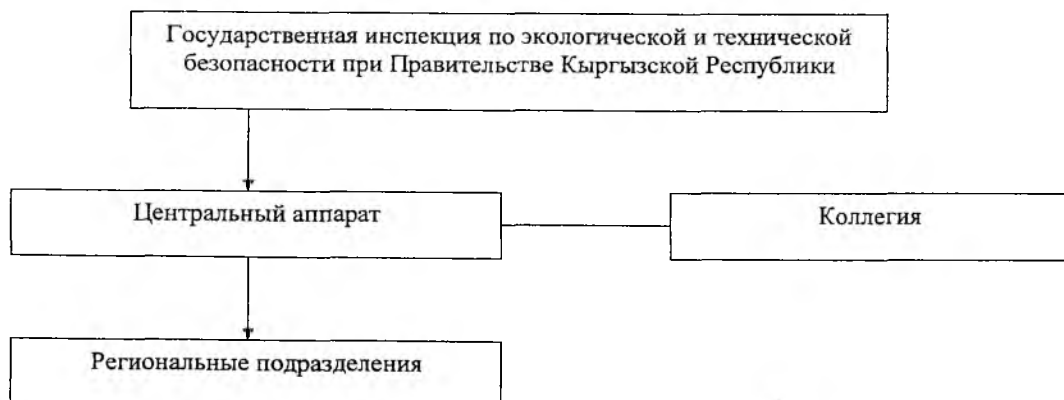 Государственная инспекция по экологической и технической
безопасности при Правительстве Кыргызской Республики
Центральный аппарат
Коллегия
Региональные подразделения